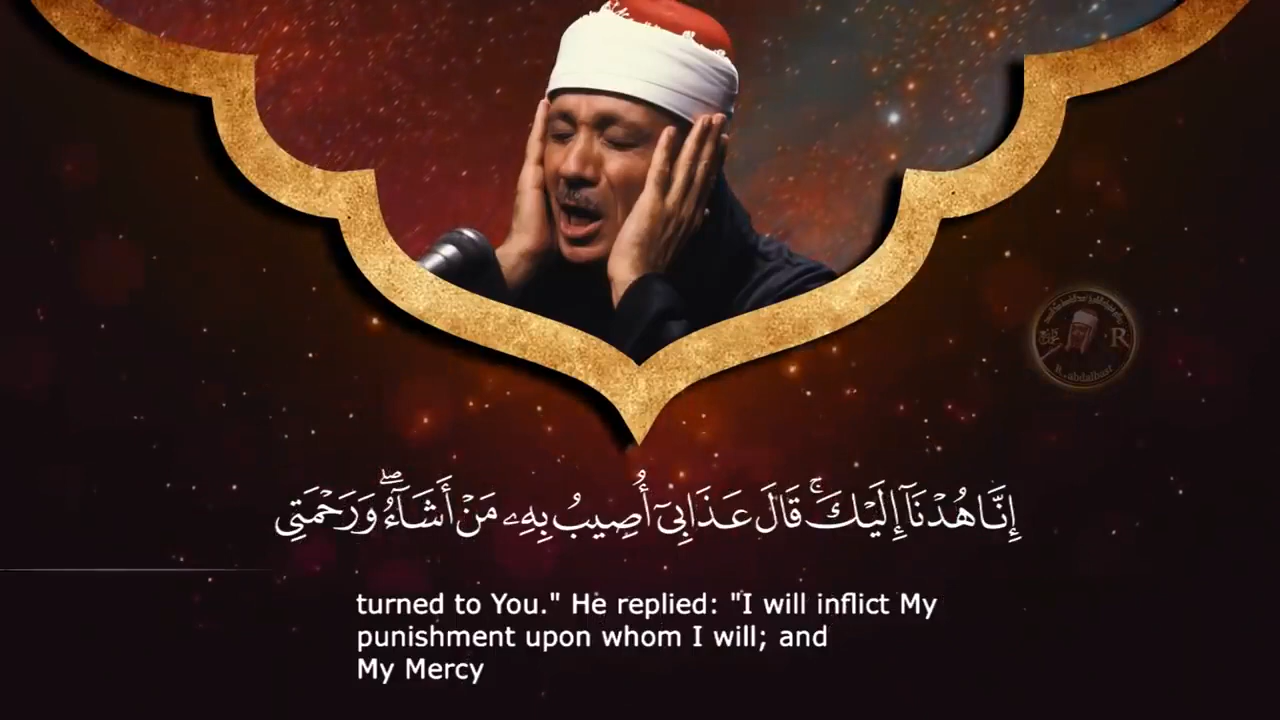 إِنَّا هُدْنَآ إِلَيْكَ ۚ قَالَ عَذَابِىٓ أُصِيبُ بِهِۦ مَنْ أَشَآءُ ۖ وَرَحْمَتِى
R
R..abdalbast
turned to You." He replied: "I will inflict My
punishment upon whom I will; and
My Mercy